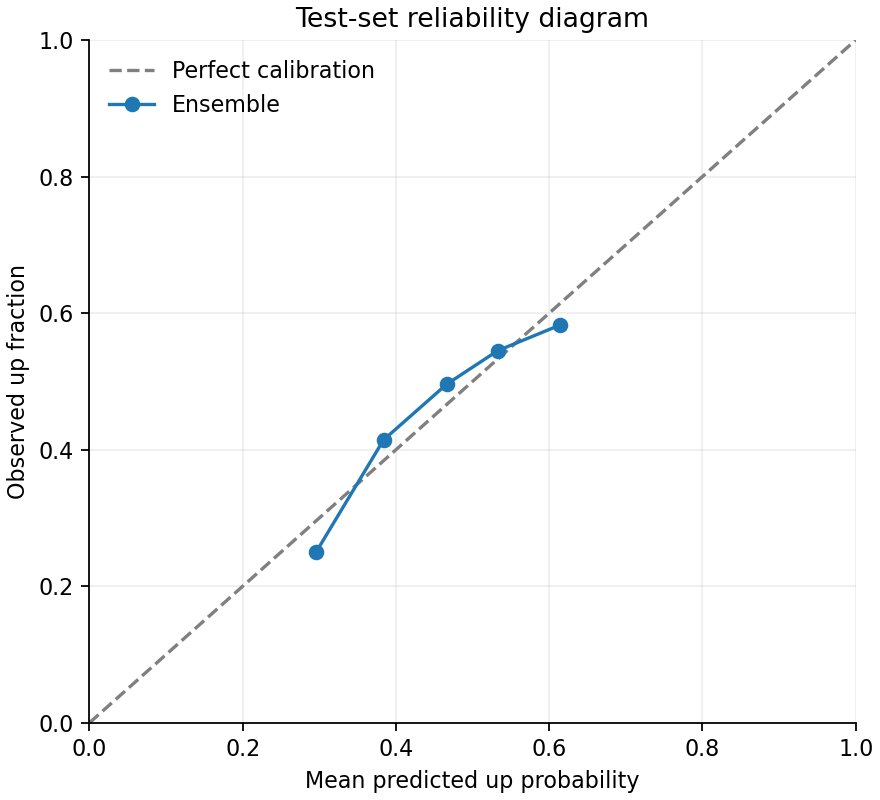 Test-set reliability diagram
Perfect calibration
Ensemble
Observed up fraction
1.0
0.8
0.6
0.4
0.2
0.0
0.0 0.2 0.4 0.6 0.8 1.0
Mean predicted up probability